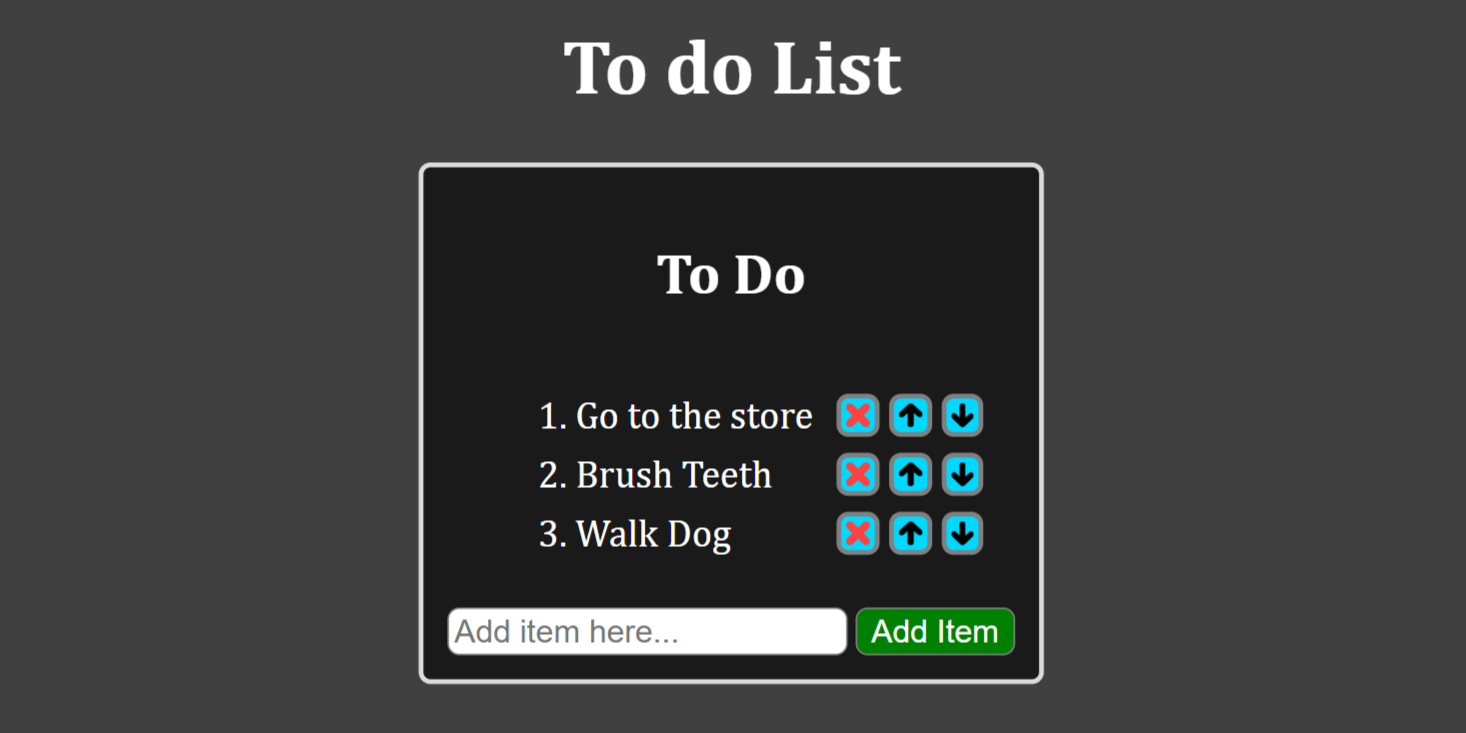 To do List
To Do
1. Go to the store
2. Brush Teeth
3. Walk Dog
Add item here... Add Item